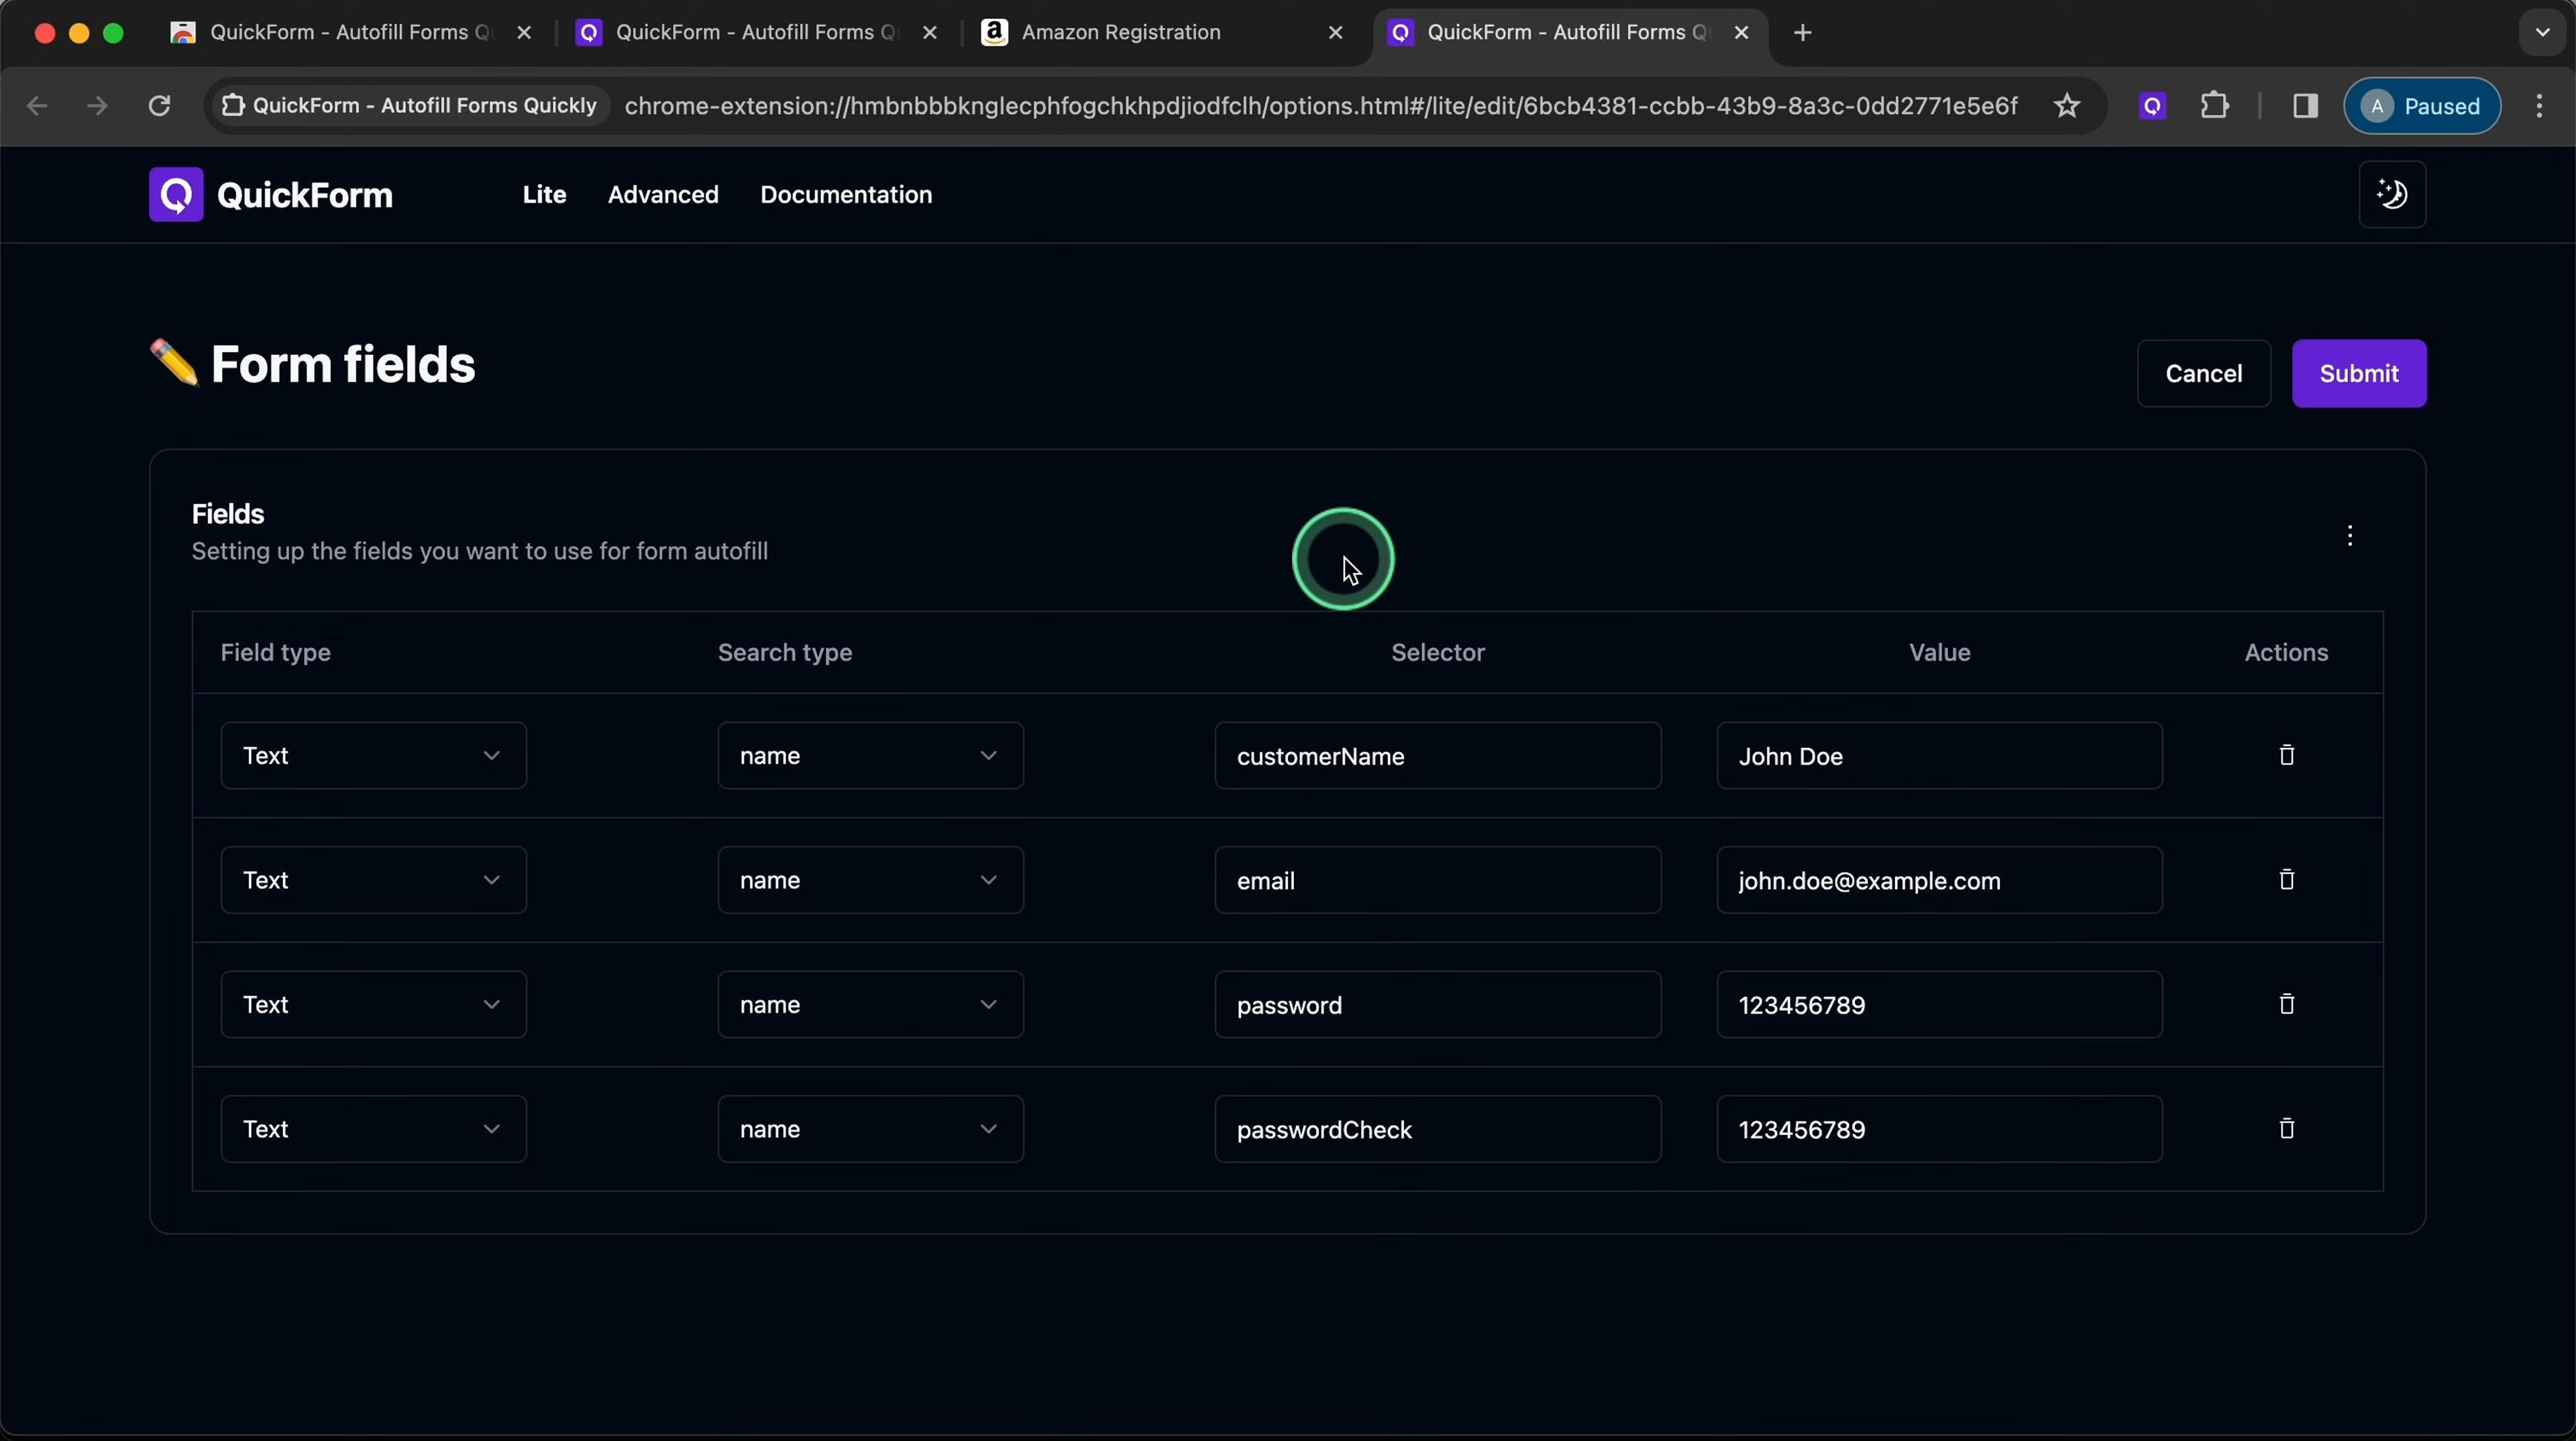 QuickForm - Autofill Forms Q
QuickForm - Autofill Forms Q
Amazon Registration
QuickForm - Autofill Forms Q
QuickForm - Autofill Forms Quickly
chrome-extension://hmbnbbbknglecphfogchkhpdjiodfclh/options.html#/lite/edit/6bcb4381-ccbb-43b9-8a3c-0dd2771e5e6f
A Paused
QuickForm
Lite
Advanced
Documentation
Form fields
Cancel
Submit
Fields
Setting up the fields you want to use for form autofill
Field type Search type Selector Value Actions
Text name customerName John Doe
Text name email john.doe@example.com
Text name password 123456789
Text name passwordCheck 123456789